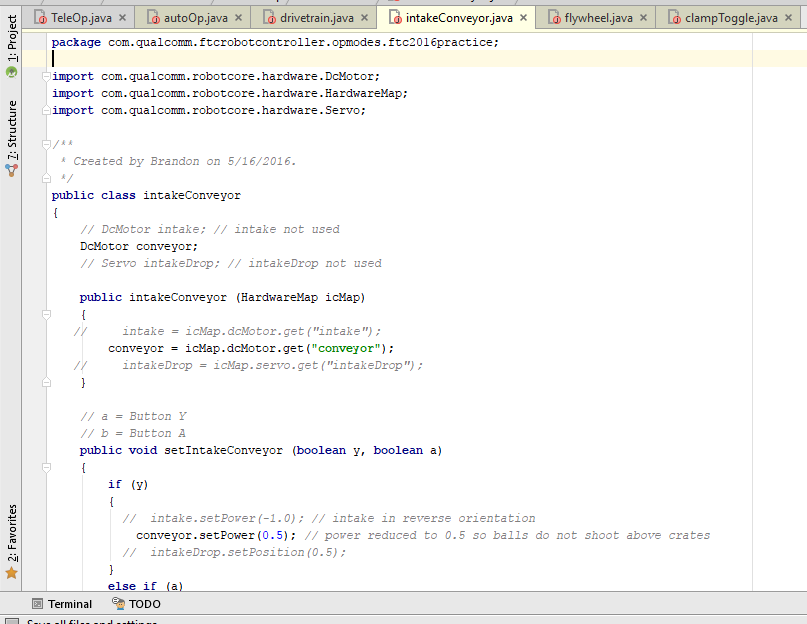 1: Project
7: Structure
2: Favorites
TeleOp.java autoOp.java drivetrain.java intakeConveyor.java flywheel.java clampToggle.java
package com.qualcomm.ftcrobotcontroller.opmodes.ftc2016practice;
import com.qualcomm.robotcore.hardware.DcMotor;
import com.qualcomm.robotcore.hardware.HardwareMap;
import com.qualcomm.robotcore.hardware.Servo;
/**
* Created by Brandon on 5/16/2016.
*/
public class intakeConveyor
{
// DcMotor intake; // intake not used
DcMotor conveyor;
// Servo intakeDrop; // intakeDrop not used
public intakeConveyor (HardwareMap icMap)
{
// intake = icMap.dcMotor.get("intake");
conveyor = icMap.dcMotor.get("conveyor");
// intakeDrop = icMap.servo.get("intakeDrop");
}
// a = Button Y
// b = Button A
public void setIntakeConveyor (boolean y, boolean a)
{
if (y)
{
// intake.setPower(-1.0); // intake in reverse orientation
conveyor.setPower(0.5); // power reduced to 0.5 so balls do not shoot above crates
// intakeDrop.setPosition(0.5);
}
else if (a)
Terminal TODO
Save all files and settings